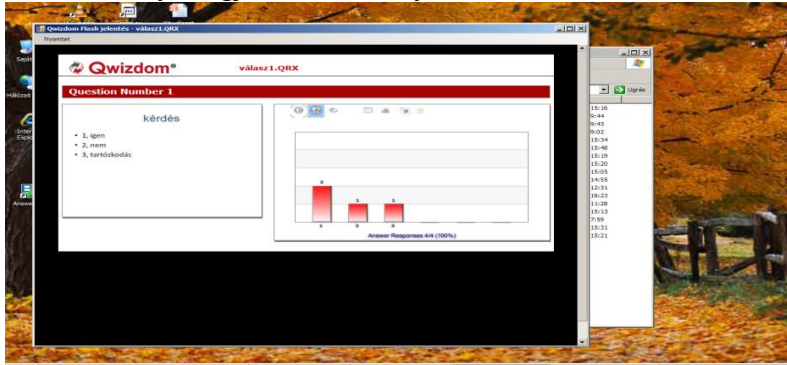 Qwizdom Flash jelentés - válasz1.QRX
Nyomtat
Qwizdom®
válasz1.QRX
Question Number 1
kérdés
• 1, igen
• 2, nem
• 3, tartózkodás
2
1
1
1
2
3
Answer Responses 4/4 (100%)
Ugrás
15:16
9:44
9:43
9:02
15:34
15:46
15:19
15:20
15:05
14:55
12:31
19:23
11:28
15:13
7:59
15:31
15:21